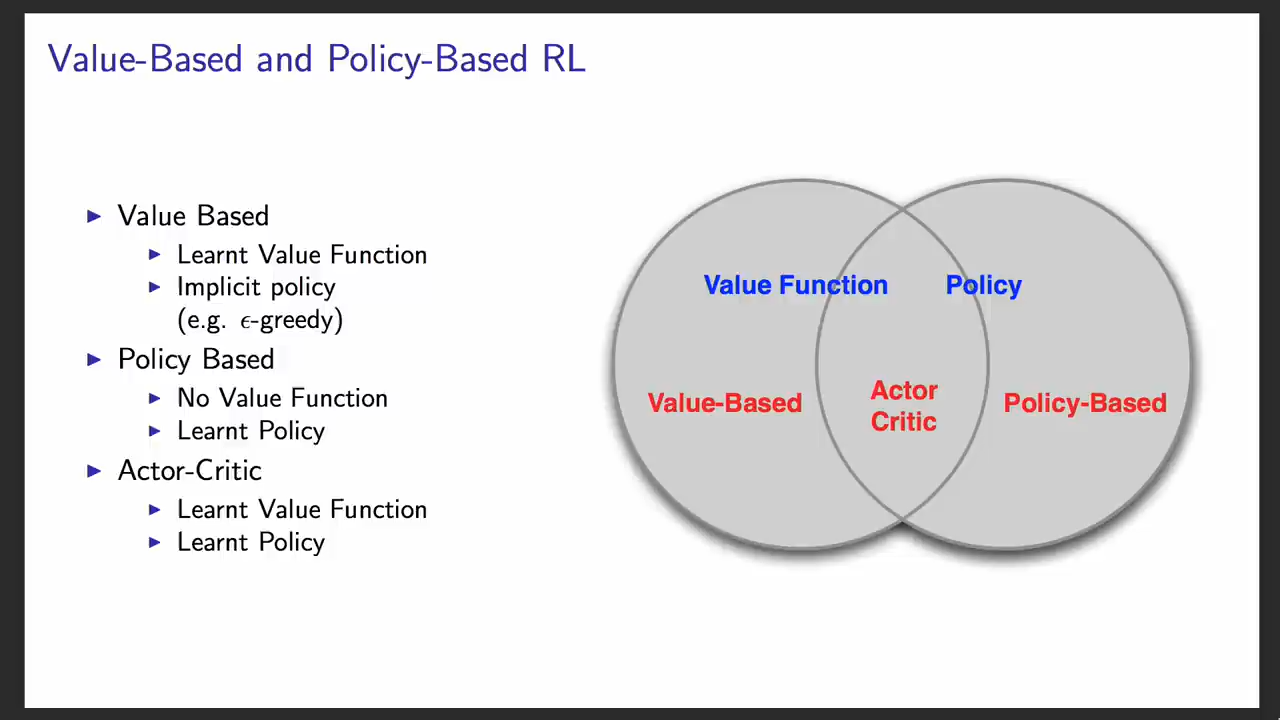 Value-Based and Policy-Based RL
▶ Value Based
▶ Learnt Value Function
▶ Implicit policy
(e.g. ϵ-greedy)
▶ Policy Based
▶ No Value Function
▶ Learnt Policy
▶ Actor-Critic
▶ Learnt Value Function
▶ Learnt Policy
Value Function
Policy
Value-Based
Actor
Critic
Policy-Based